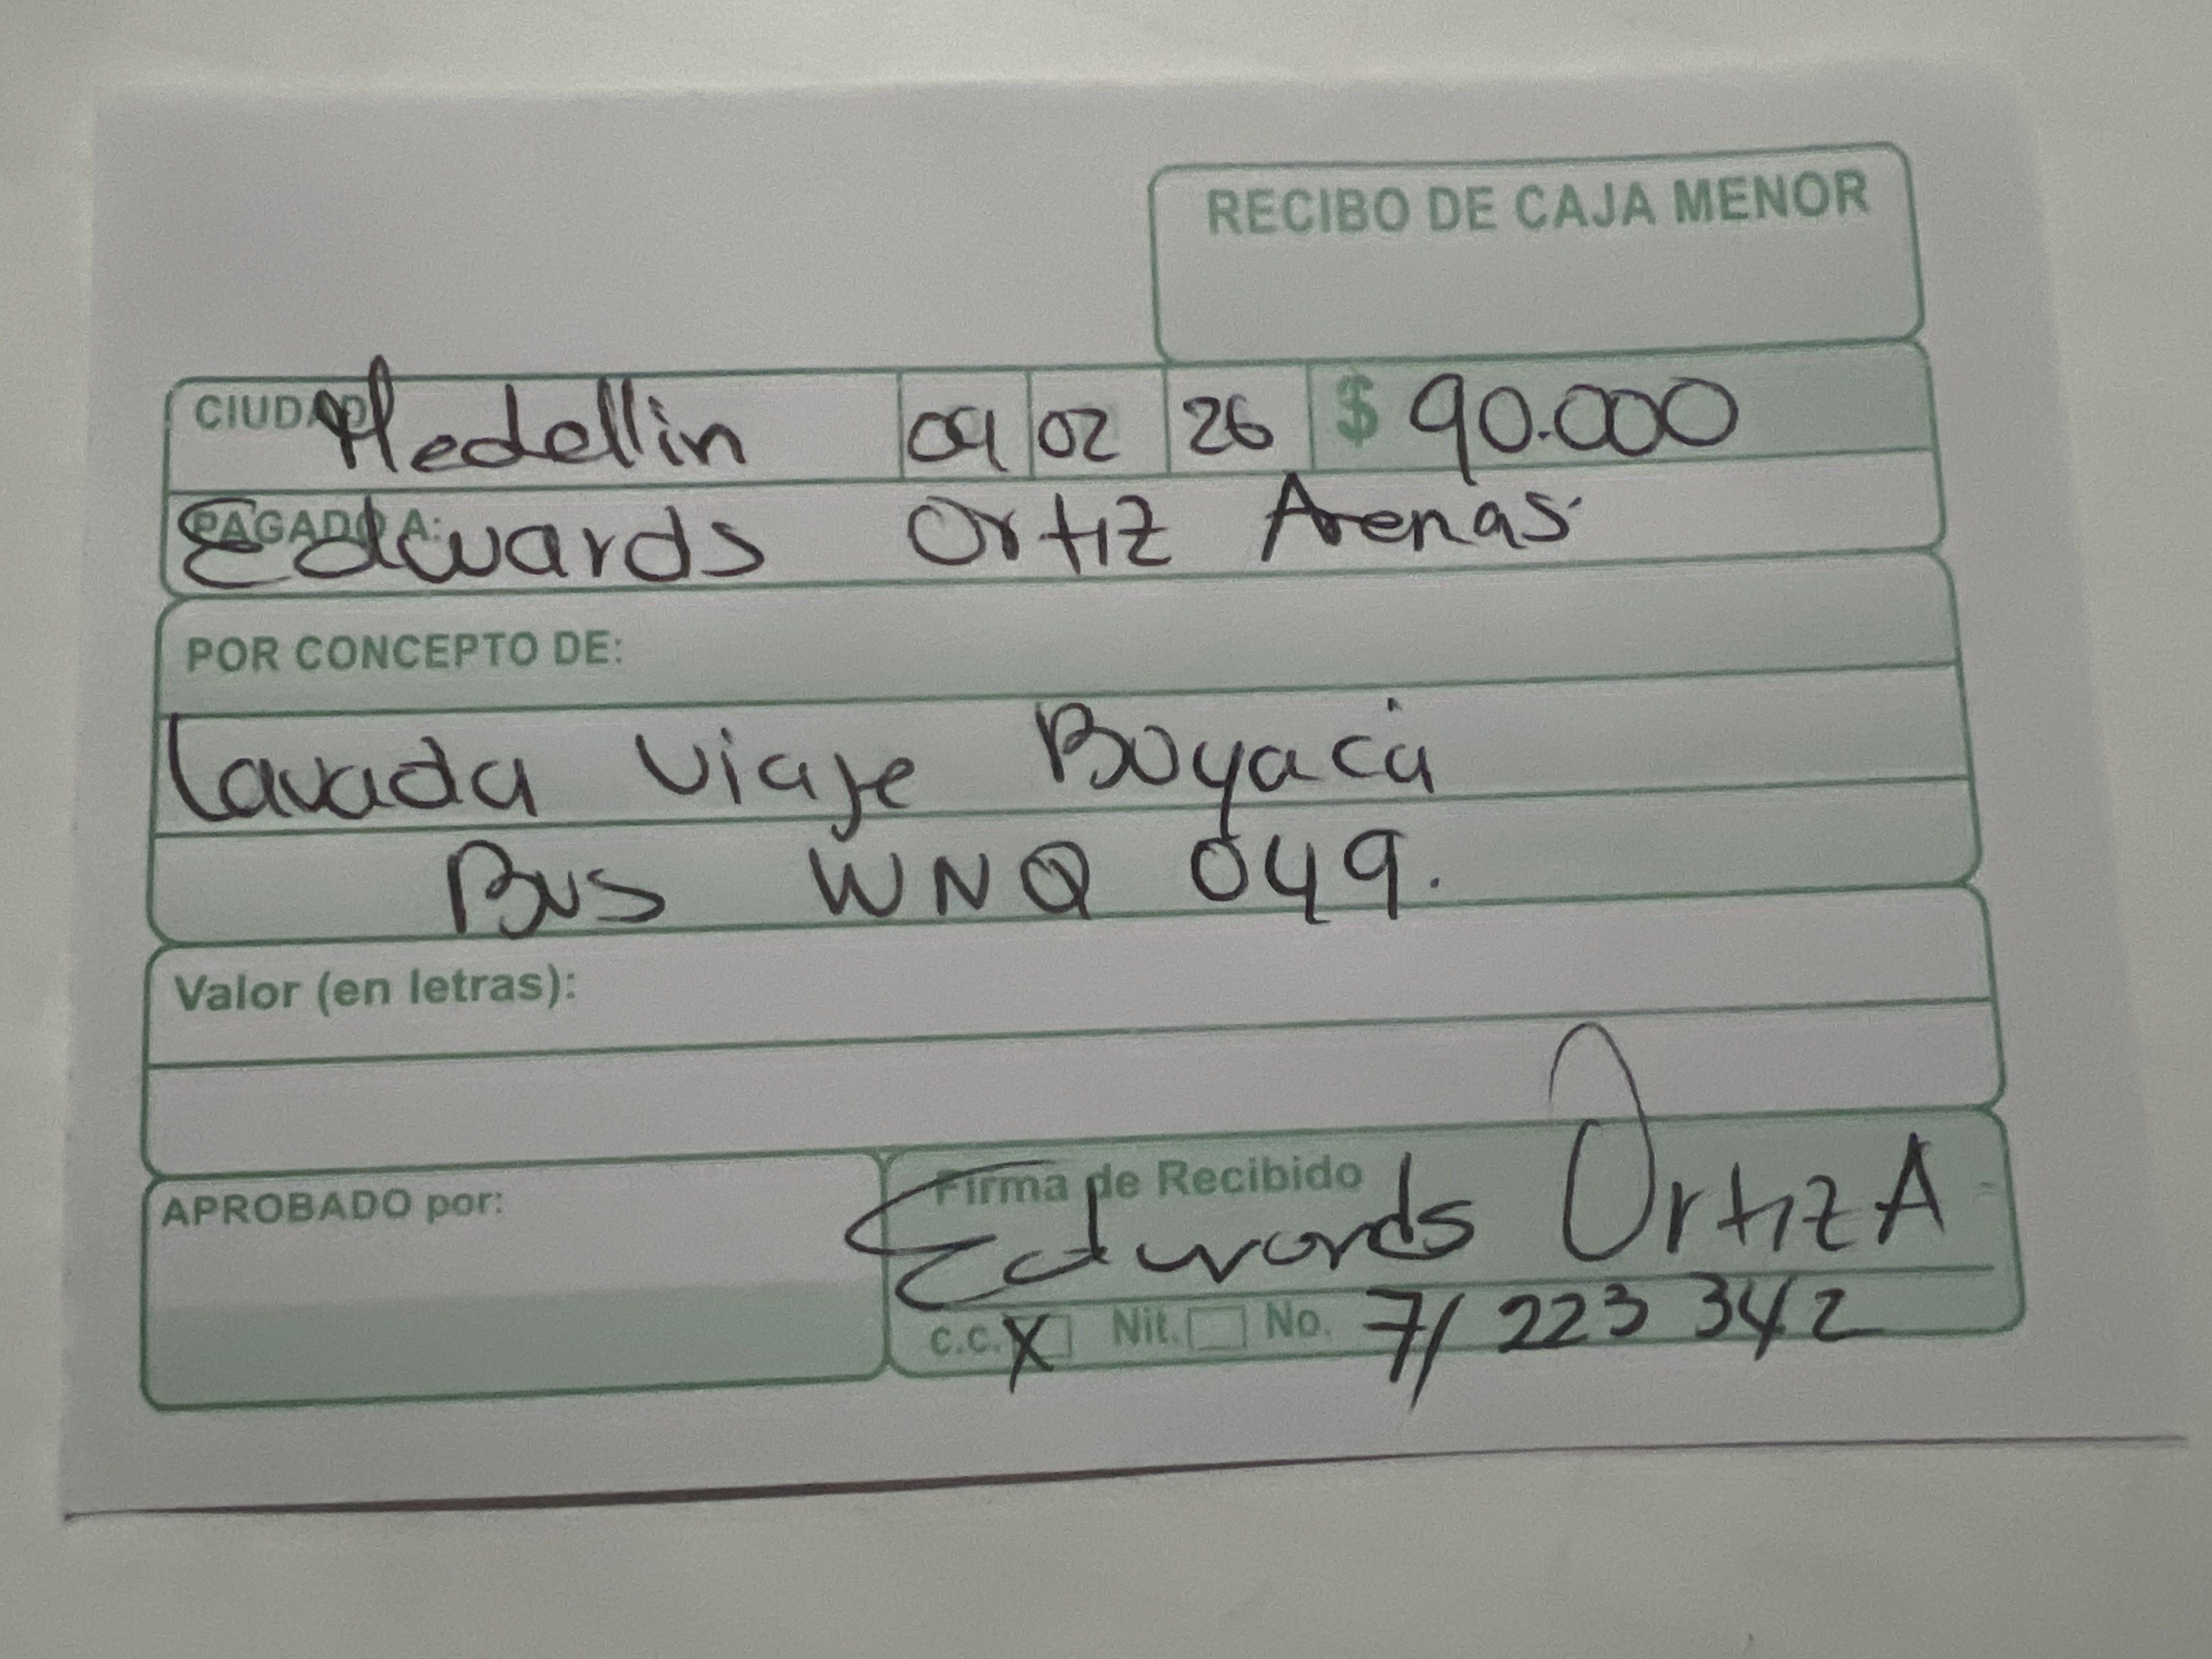 RECIBO DE CAJA MENOR
CIUDAD Medellin 09 02 26 $ 90.000
PAGADO A: Edwards Ortiz Arenas
POR CONCEPTO DE:
Lavada viaje Boyacá
Bus WNQ 049.
Valor (en letras):
APROBADO por:
Firma de Recibido
Edwards Ortiz A
C.C. X Nit. No. 7/223 342